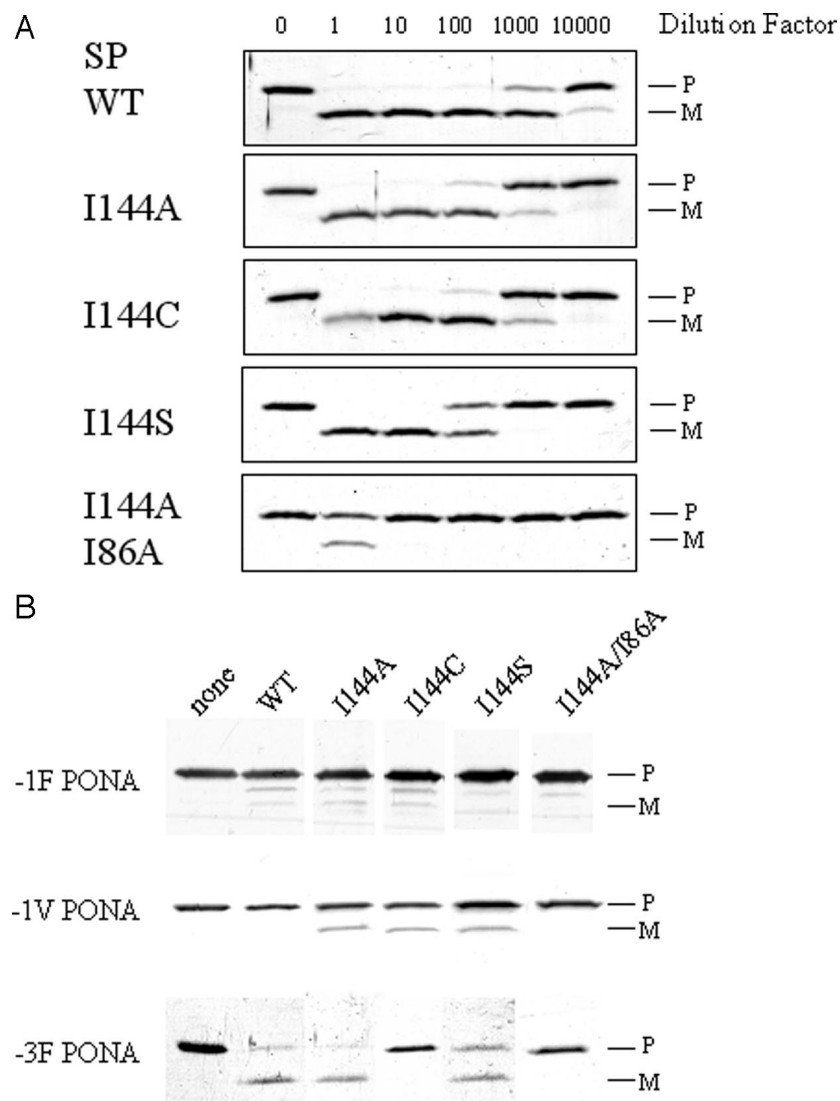 A
0 1 10 100 1000 10000 Dilution Factor
SP
WT
P
M
I144A
P
M
I144C
P
M
I144S
P
M
I144A
I86A
P
M
B
none WT I144A I144C I144S I144A/I86A
-1F PONA
P
M
-1V PONA
P
M
-3F PONA
P
M